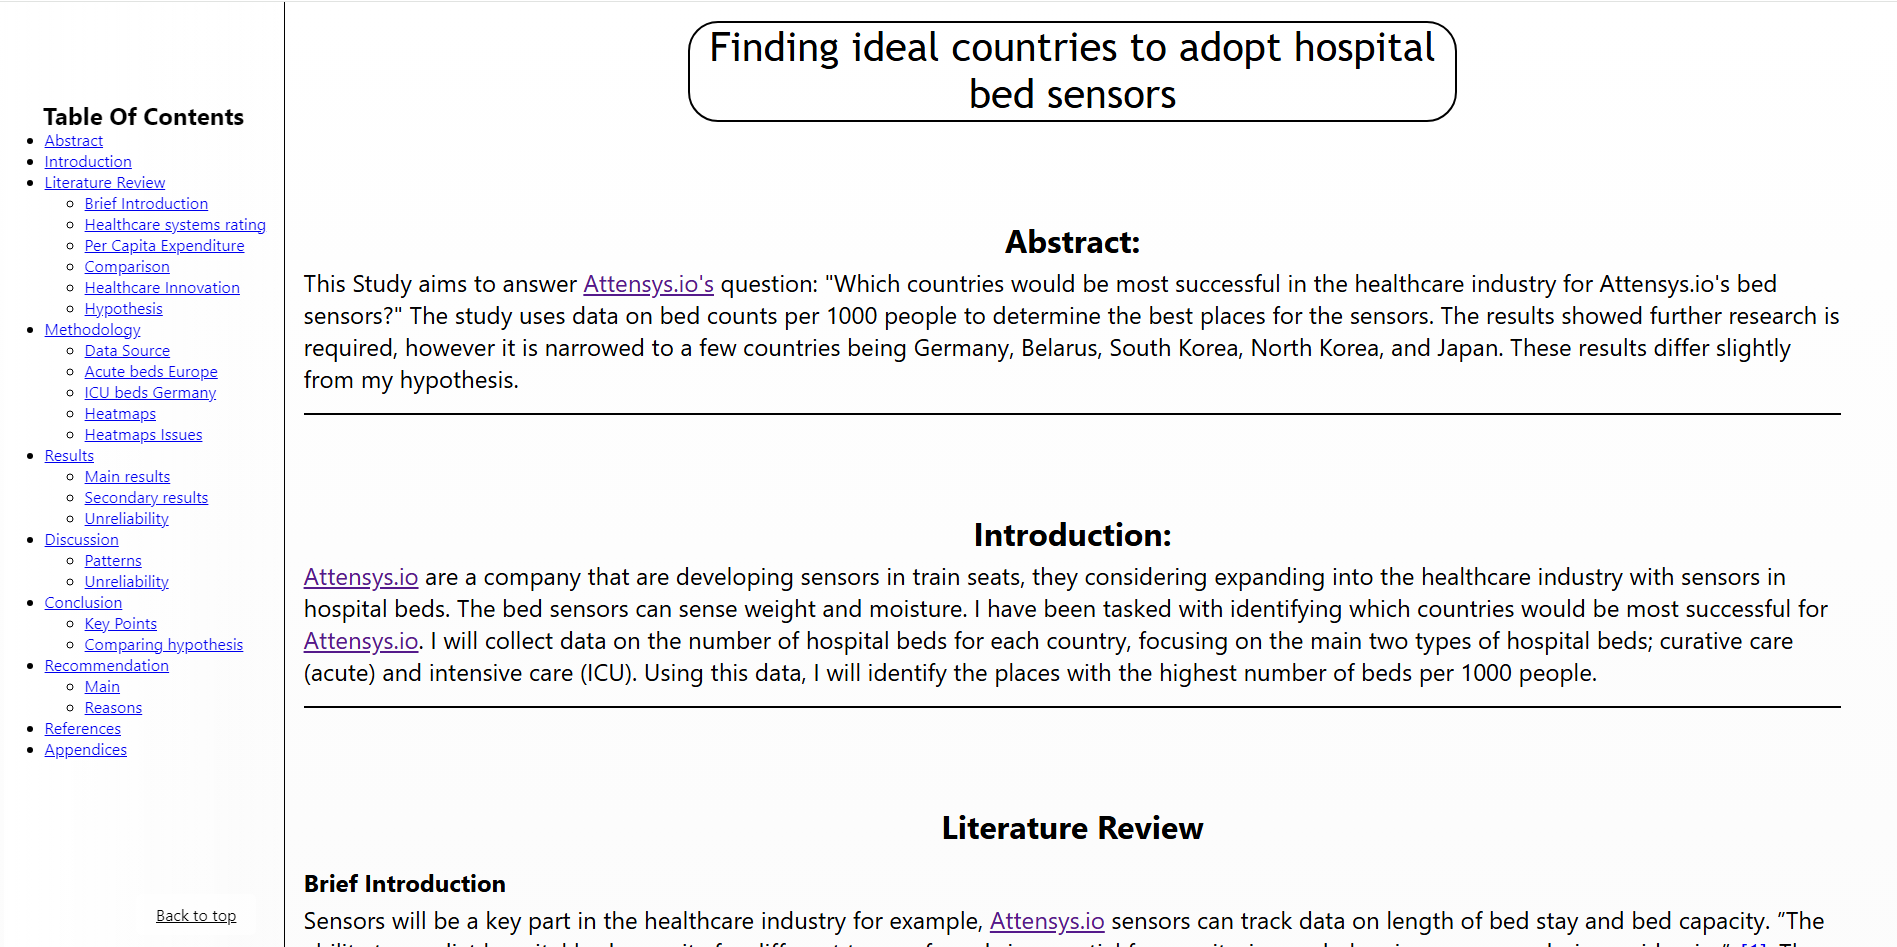 Table Of Contents
Abstract
Introduction
Literature Review
Brief Introduction
Healthcare systems rating
Per Capita Expenditure
Comparison
Healthcare Innovation
Hypothesis
Methodology
Data Source
Acute beds Europe
ICU beds Germany
Heatmaps
Heatmaps Issues
Results
Main results
Secondary results
Unreliability
Discussion
Patterns
Unreliability
Conclusion
Key Points
Comparing hypothesis
Recommendation
Main
Reasons
References
Appendices
Back to top
Finding ideal countries to adopt hospital
bed sensors
Abstract:
This Study aims to answer Attensys.io's question: "Which countries would be most successful in the healthcare industry for Attensys.io's bed
sensors?" The study uses data on bed counts per 1000 people to determine the best places for the sensors. The results showed further research is
required, however it is narrowed to a few countries being Germany, Belarus, South Korea, North Korea, and Japan. These results differ slightly
from my hypothesis.
Introduction:
Attensys.io are a company that are developing sensors in train seats, they considering expanding into the healthcare industry with sensors in
hospital beds. The bed sensors can sense weight and moisture. I have been tasked with identifying which countries would be most successful for
Attensys.io. I will collect data on the number of hospital beds for each country, focusing on the main two types of hospital beds; curative care
(acute) and intensive care (ICU). Using this data, I will identify the places with the highest number of beds per 1000 people.
Literature Review
Brief Introduction
Sensors will be a key part in the healthcare industry for example, Attensys.io sensors can track data on length of bed stay and bed capacity. "The